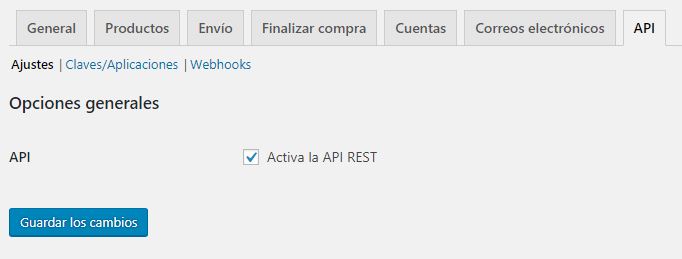 General Productos Envío Finalizar compra Cuentas Correos electrónicos API
Ajustes | Claves/Aplicaciones | Webhooks
Opciones generales
API Activa la API REST
Guardar los cambios